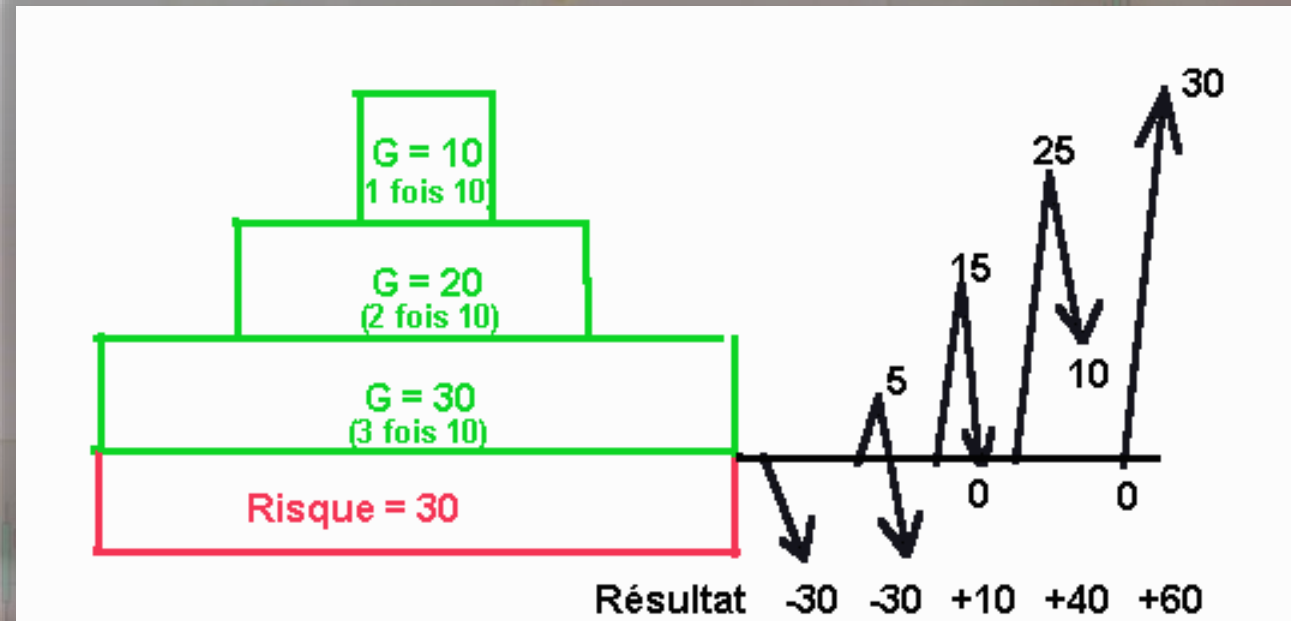 30
25
G = 10
(1 fois 10)
15
G = 20
(2 fois 10)
5
10
G = 30
(3 fois 10)
0
0
Risque = 30
Résultat -30 -30 +10 +40 +60